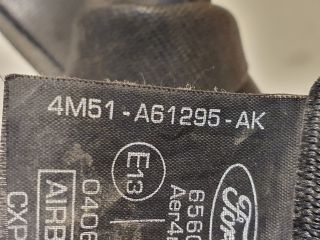 4M51-A61295-AK
E13
Ford
6560
Aer4
0406
AIRB
CXP